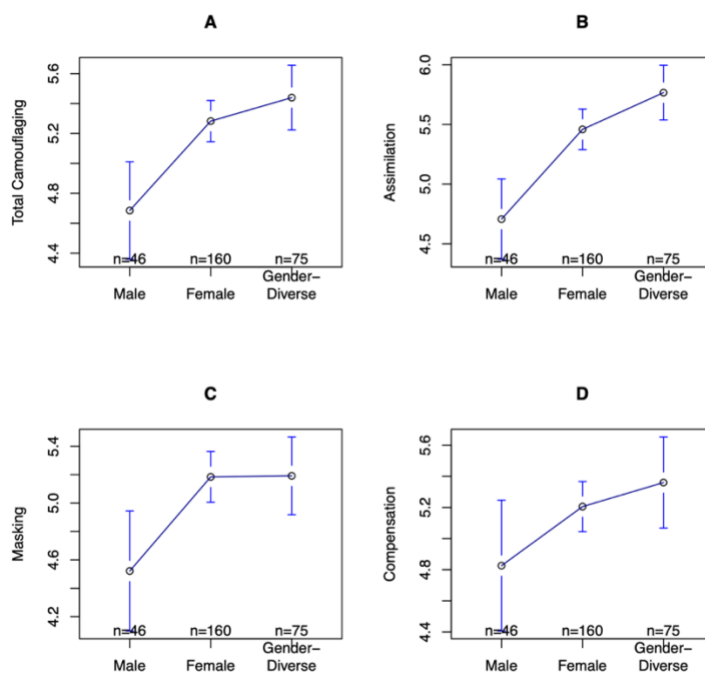 A
Total Camouflaging
5.6
5.2
4.8
4.4
n=46 n=160 n=75
Male Female Gender–
Diverse
B
Assimilation
6.0
5.5
5.0
4.5
n=46 n=160 n=75
Male Female Gender–
Diverse
C
Masking
5.4
5.0
4.6
4.2
n=46 n=160 n=75
Male Female Gender–
Diverse
D
Compensation
5.6
5.2
4.8
4.4
n=46 n=160 n=75
Male Female Gender–
Diverse